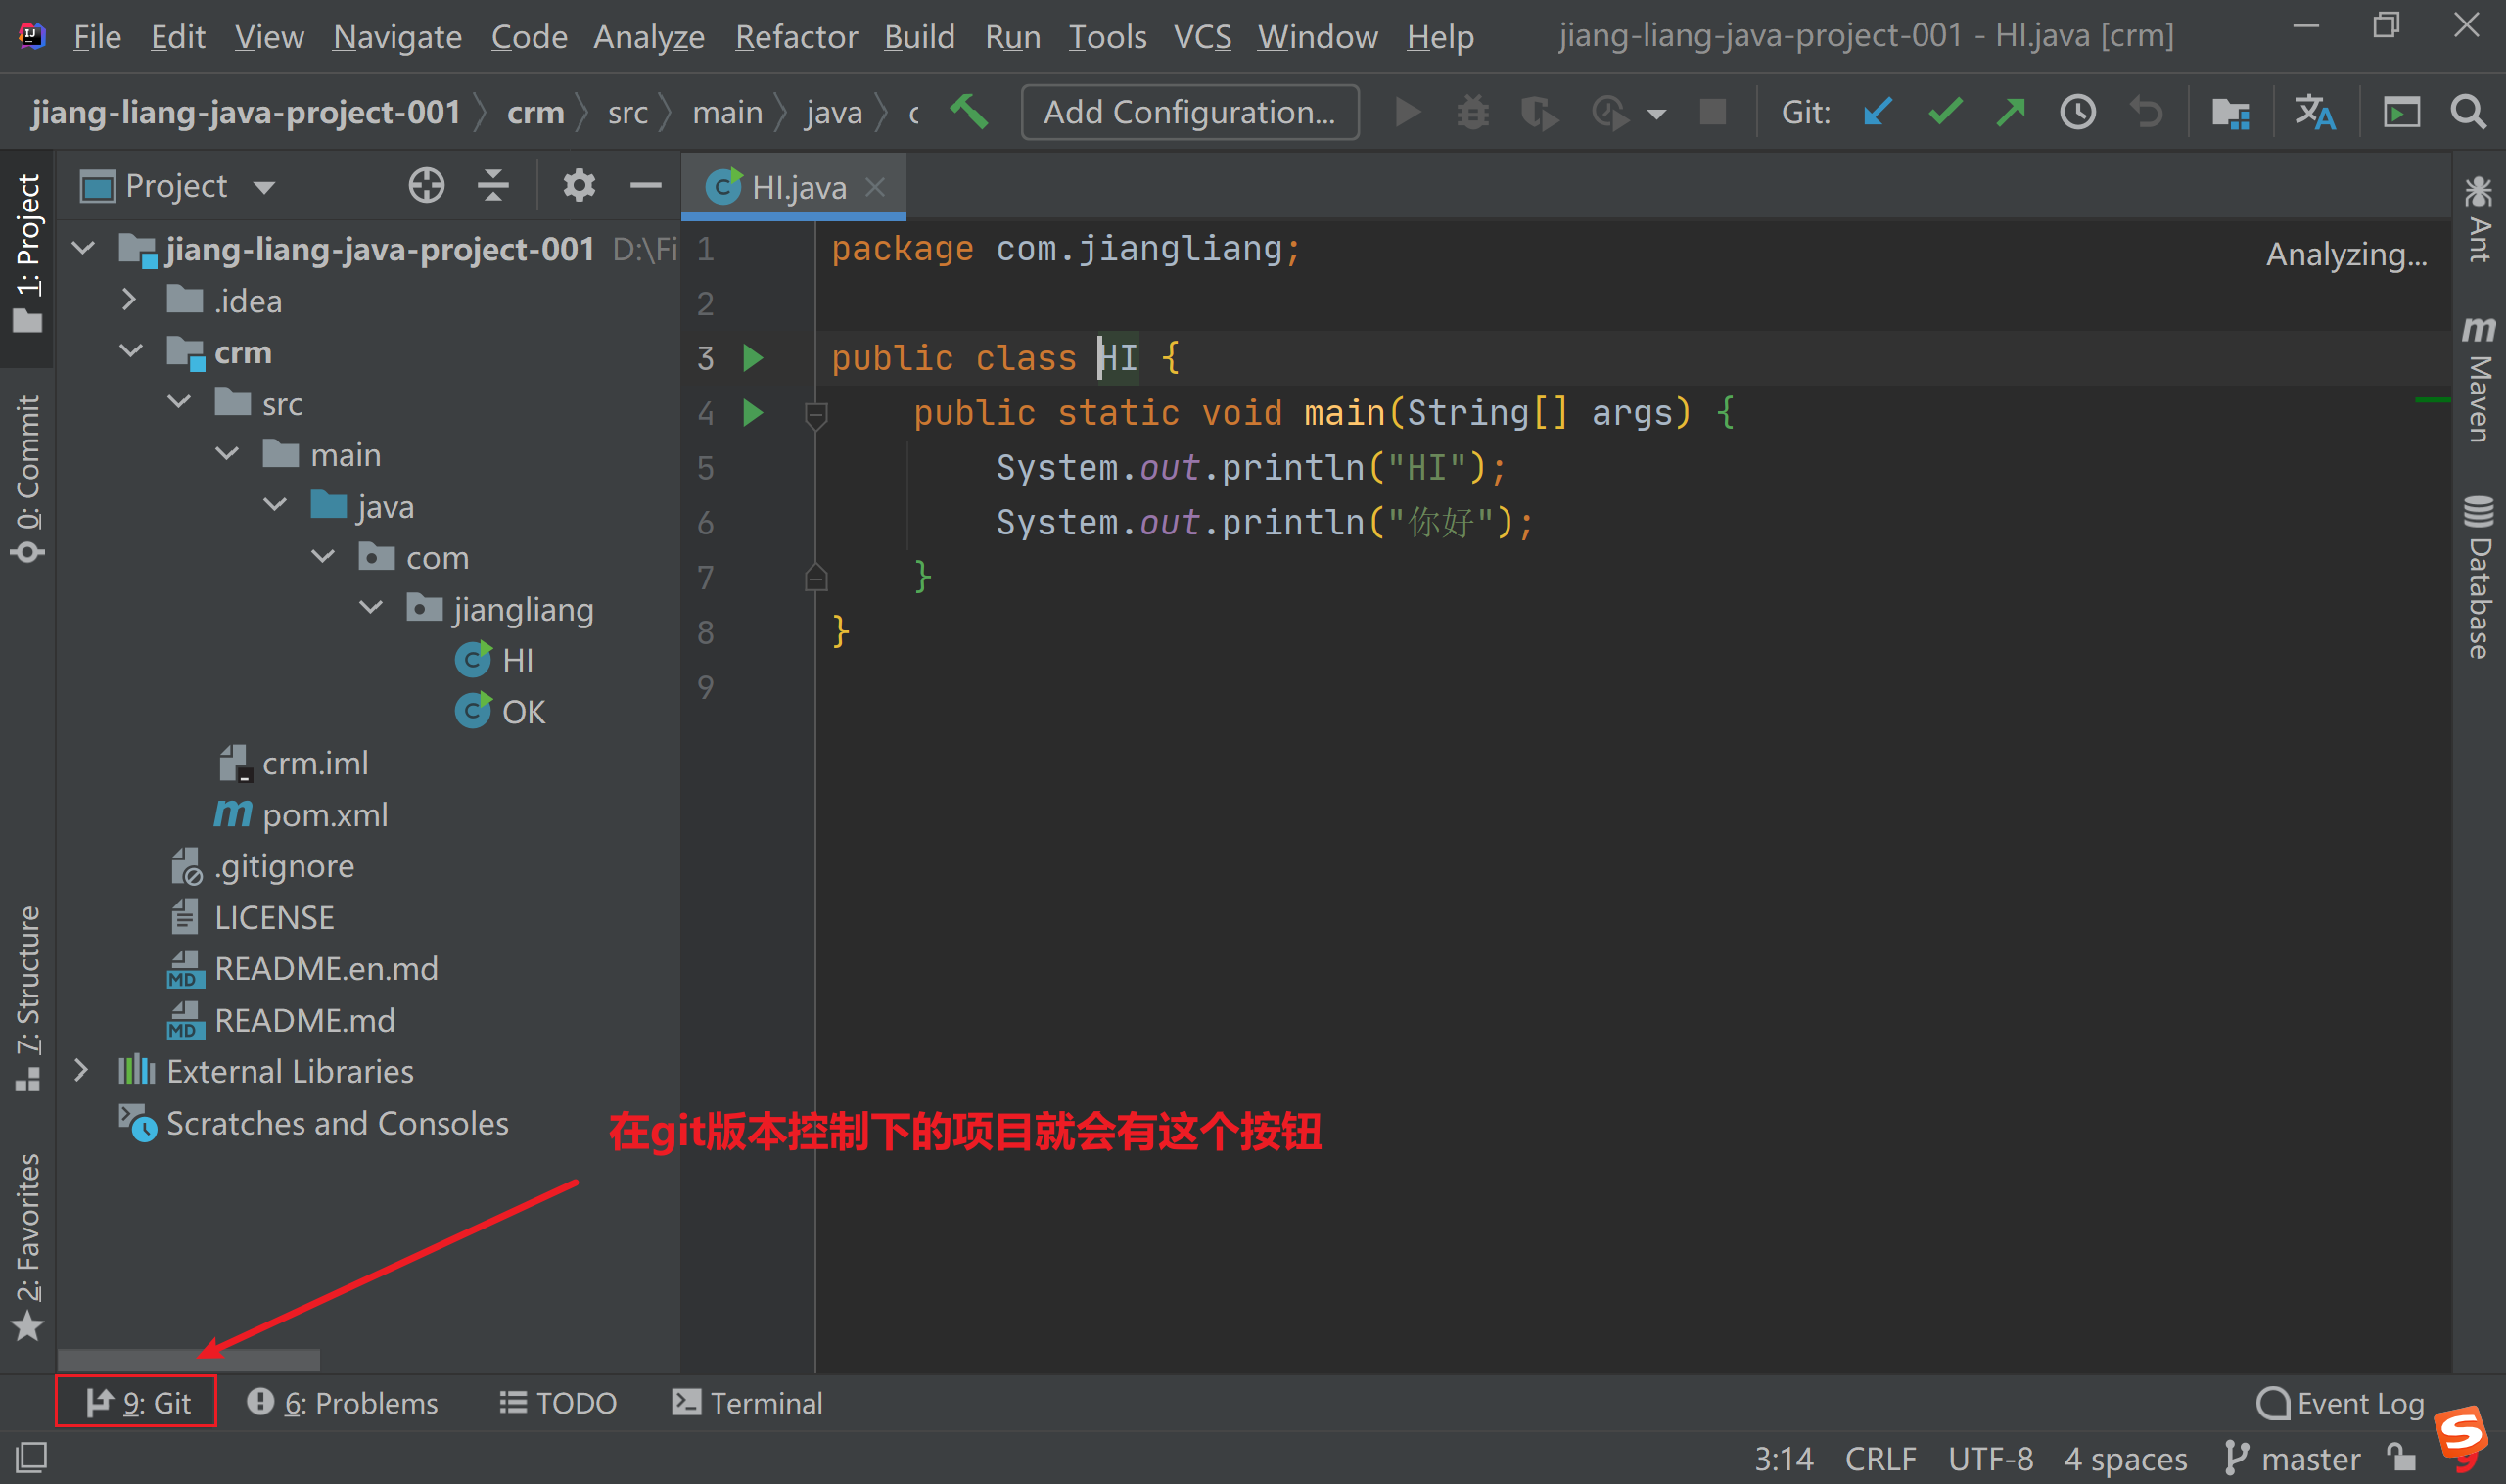 File Edit View Navigate Code Analyze Refactor Build Run Tools VCS Window Help jiang-liang-java-project-001 - HI.java [crm]
jiang-liang-java-project-001 crm src main java c Add Configuration... Git:
1: Project
0: Commit
7: Structure
2: Favorites
Project
jiang-liang-java-project-001 D:\Fi
.idea
crm
src
main
java
com
jiangliang
HI
OK
crm.iml
pom.xml
.gitignore
LICENSE
README.en.md
README.md
External Libraries
Scratches and Consoles
HI.java
Analyzing...
1 package com.jiangliang;
2
3 public class HI {
4 public static void main(String[] args) {
5 System.out.println("HI");
6 System.out.println("你好");
7 }
8 }
9
Ant
Maven
Database
在git版本控制下的项目就会有这个按钮
9: Git 6: Problems TODO Terminal Event Log
3:14 CRLF UTF-8 4 spaces master